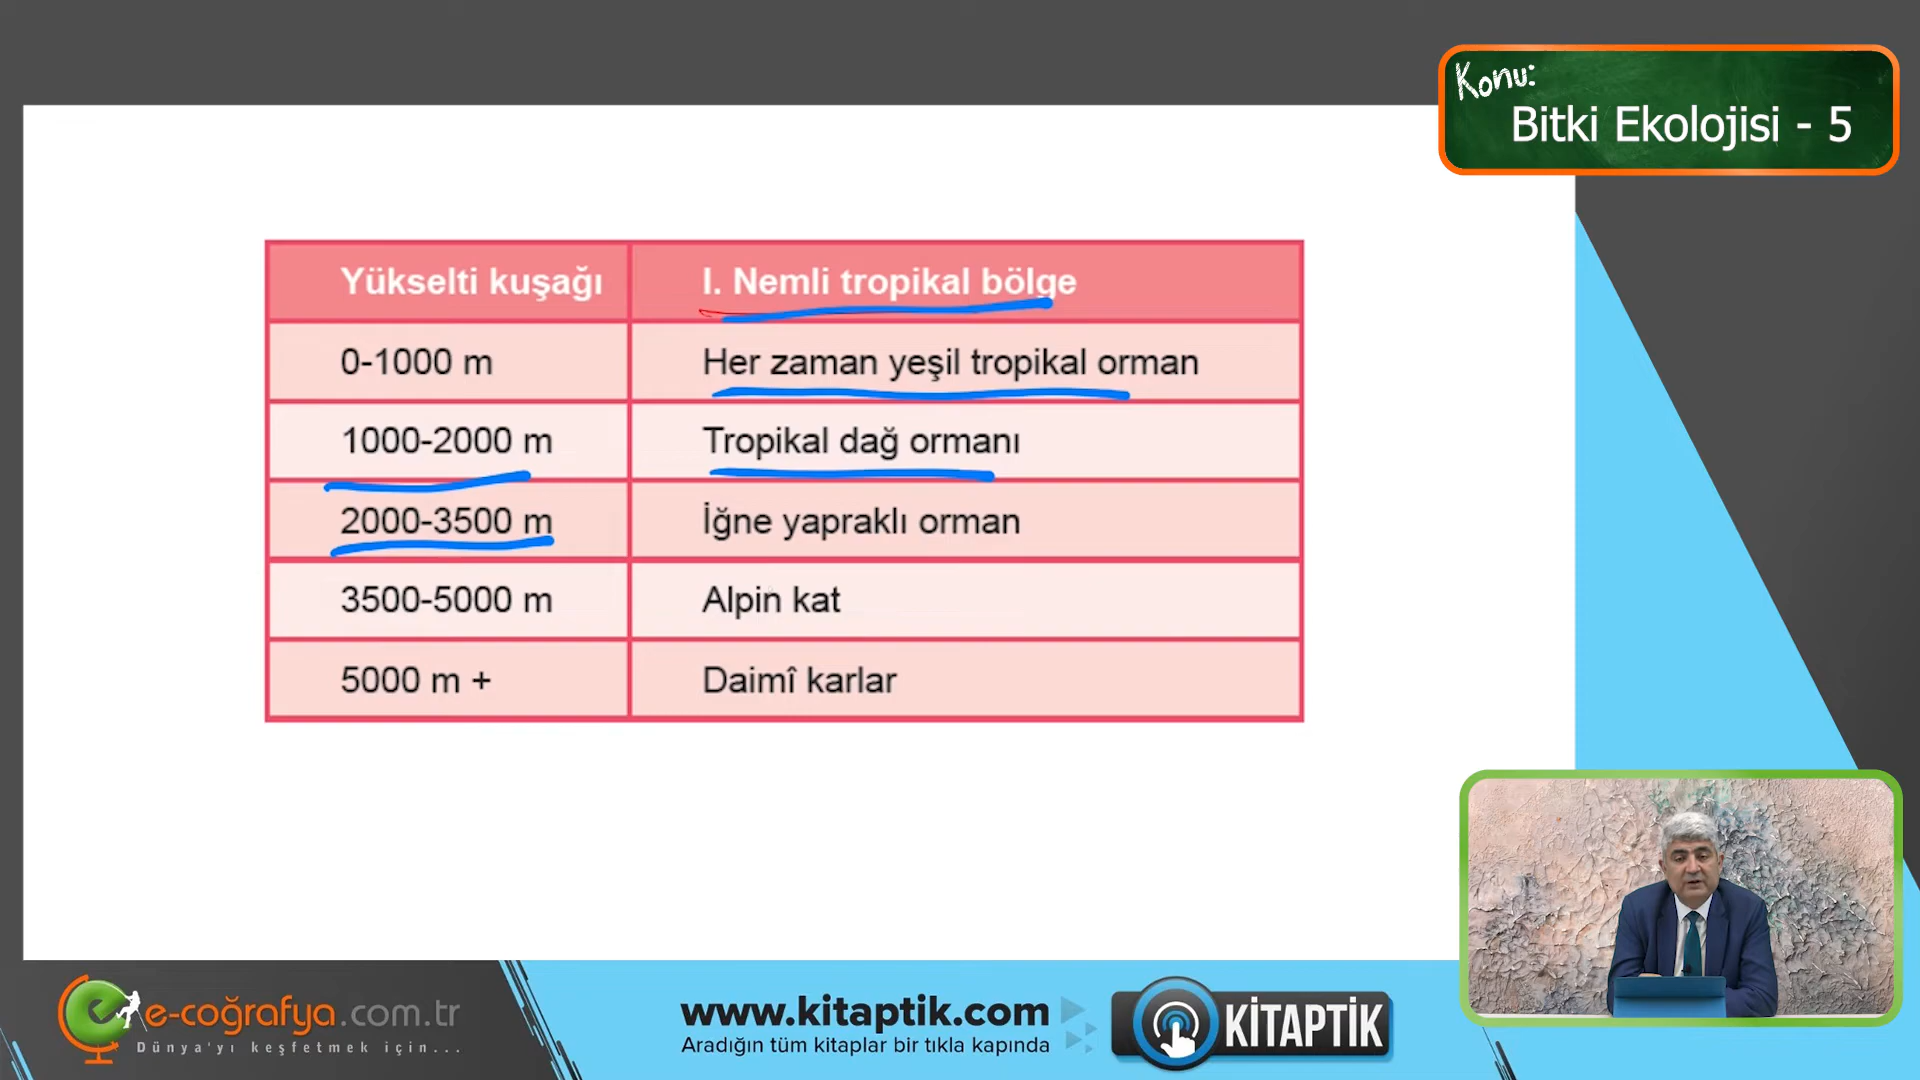 Konu:
Bitki Ekolojisi - 5
Yükselti kuşağı
I. Nemli tropikal bölge
0-1000 m
Her zaman yeşil tropikal orman
1000-2000 m
Tropikal dağ ormanı
2000-3500 m
İğne yapraklı orman
3500-5000 m
Alpin kat
5000 m +
Daimî karlar
e-coğrafya.com.tr
Dünya'yı keşfetmek için...
www.kitaptik.com
Aradığın tüm kitaplar bir tıkla kapında
KİTAPTIK